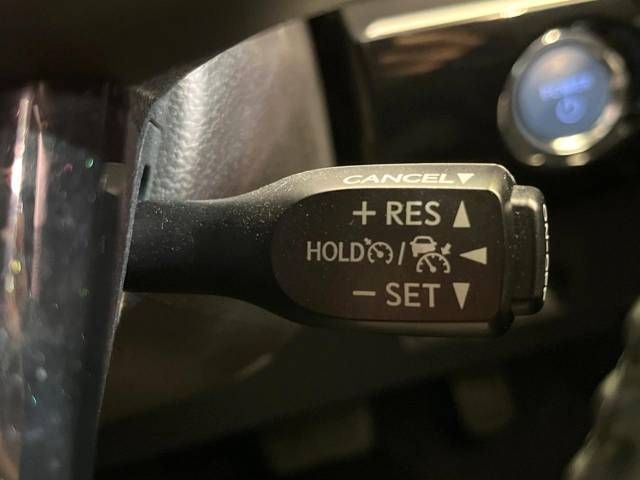 CANCEL▼
+ RES ▲
HOLD / ◀
− SET ▼